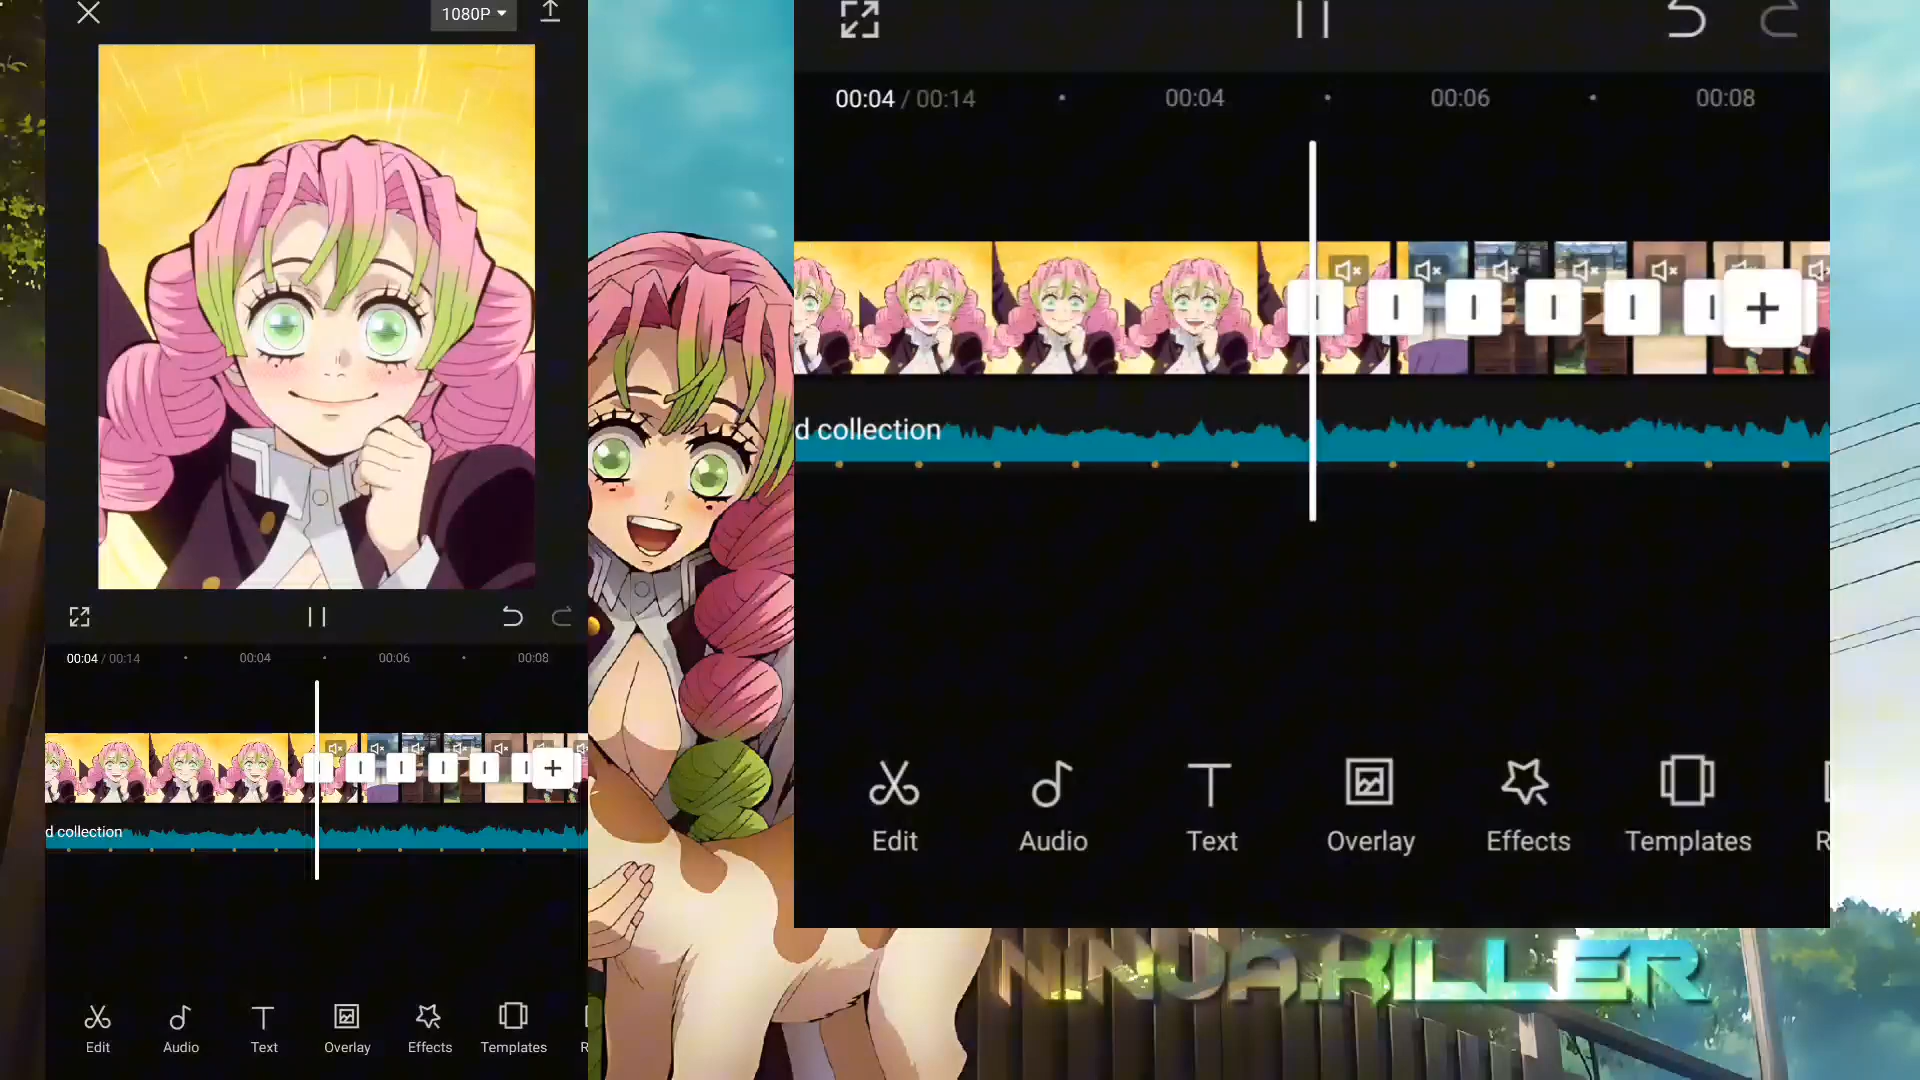 1080P
00:04 / 00:14
00:04
00:06
00:08
d collection
Edit
Audio
Text
Overlay
Effects
Templates
R
00:04 / 00:14
00:04
00:06
00:08
d collection
Edit
Audio
Text
Overlay
Effects
Templates
R
NINJA.KILLER